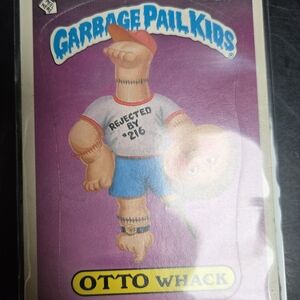 GARBAGE PAIL KIDS
REJECTED
BY
#216
OTTO WHACK